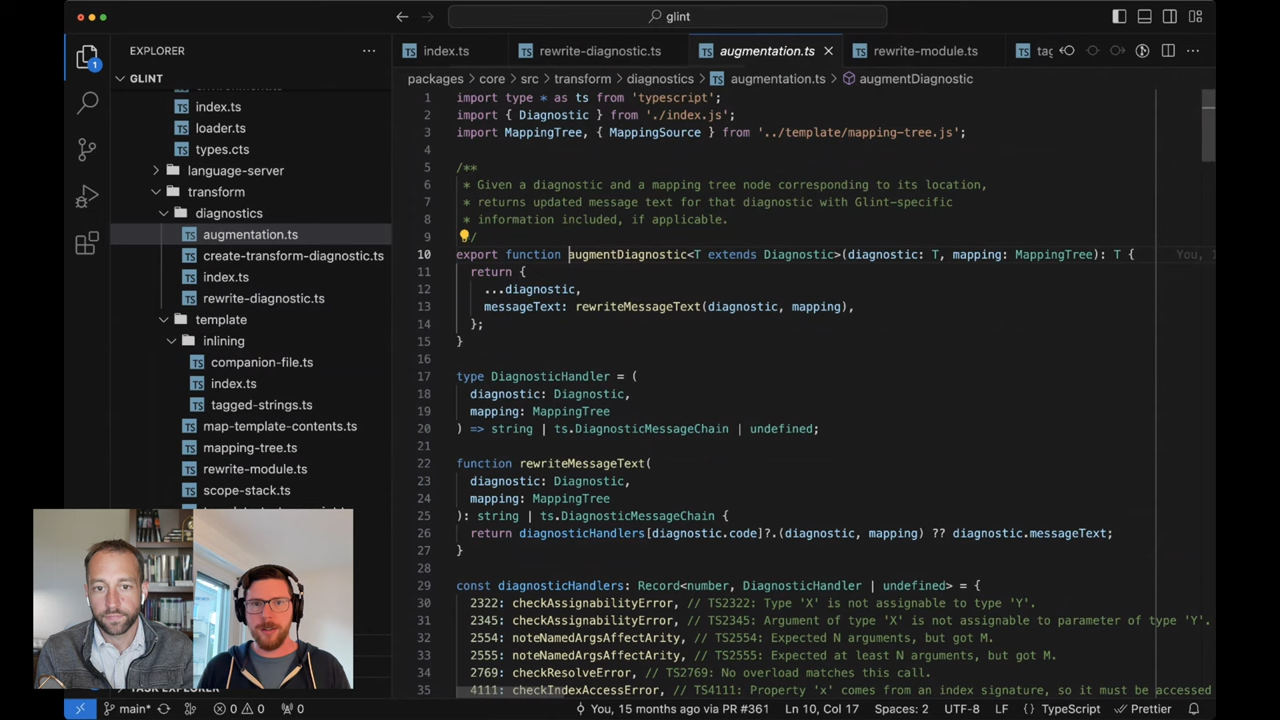 glint
EXPLORER
GLINT
index.ts
loader.ts
types.cts
language-server
transform
diagnostics
augmentation.ts
create-transform-diagnostic.ts
index.ts
rewrite-diagnostic.ts
template
inlining
companion-file.ts
index.ts
tagged-strings.ts
map-template-contents.ts
mapping-tree.ts
rewrite-module.ts
scope-stack.ts
index.ts
rewrite-diagnostic.ts
augmentation.ts
rewrite-module.ts
packages core src transform diagnostics augmentation.ts augmentDiagnostic
1 import type * as ts from 'typescript';
2 import { Diagnostic } from './index.js';
3 import MappingTree, { MappingSource } from '../template/mapping-tree.js';
4
5 /**
6 * Given a diagnostic and a mapping tree node corresponding to its location,
7 * returns updated message text for that diagnostic with Glint-specific
8 * information included, if applicable.
9 */
10 export function augmentDiagnostic<T extends Diagnostic>(diagnostic: T, mapping: MappingTree): T { You, 1
11 return {
12 ...diagnostic,
13 messageText: rewriteMessageText(diagnostic, mapping),
14 };
15 }
16
17 type DiagnosticHandler = (
18 diagnostic: Diagnostic,
19 mapping: MappingTree
20 ) => string | ts.DiagnosticMessageChain | undefined;
21
22 function rewriteMessageText(
23 diagnostic: Diagnostic,
24 mapping: MappingTree
25 ): string | ts.DiagnosticMessageChain {
26 return diagnosticHandlers[diagnostic.code]?.(diagnostic, mapping) ?? diagnostic.messageText;
27 }
28
29 const diagnosticHandlers: Record<number, DiagnosticHandler | undefined> = {
30 2322: checkAssignabilityError, // TS2322: Type 'X' is not assignable to type 'Y'.
31 2345: checkAssignabilityError, // TS2345: Argument of type 'X' is not assignable to parameter of type 'Y'.
32 2554: noteNamedArgsAffectArity, // TS2554: Expected N arguments, but got M.
33 2555: noteNamedArgsAffectArity, // TS2555: Expected at least N arguments, but got M.
34 2769: checkResolveError, // TS2769: No overload matches this call.
35 4111: checkIndexAccessError, // TS4111: Property 'x' comes from an index signature, so it must be accessed
main* 0 0 0 You, 15 months ago via PR #361 Ln 10, Col 17 Spaces: 2 UTF-8 LF TypeScript Prettier